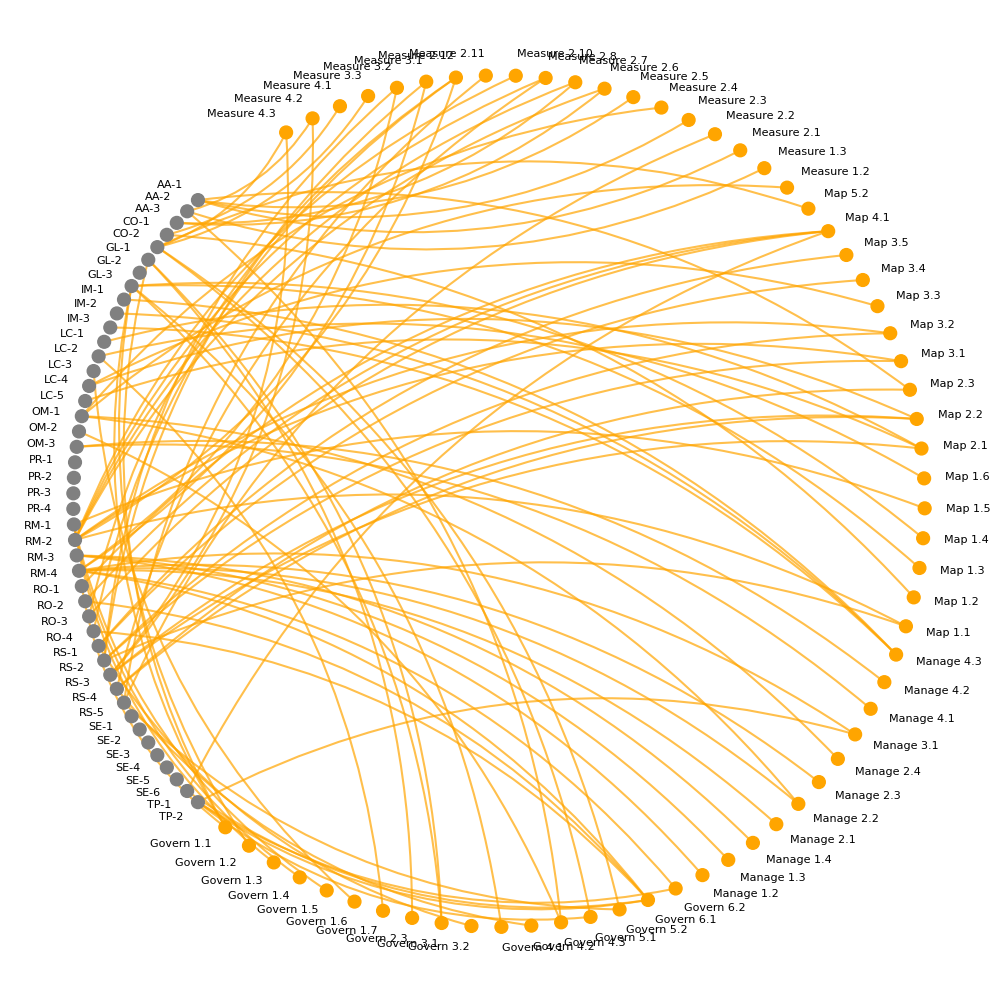 Measure 2.11
Measure 2.10
Measure 2.12
Measure 2.8
Measure 3.1
Measure 2.7
Measure 3.2
Measure 2.6
Measure 3.3
Measure 2.5
Measure 4.1
Measure 2.4
Measure 4.2
Measure 2.3
Measure 4.3
Measure 2.2
Measure 2.1
Measure 1.3
Measure 1.2
AA-1
Map 5.2
AA-2
AA-3
Map 4.1
CO-1
CO-2
Map 3.5
GL-1
GL-2
Map 3.4
GL-3
IM-1
Map 3.3
IM-2
IM-3
Map 3.2
LC-1
LC-2
Map 3.1
LC-3
LC-4
Map 2.3
LC-5
OM-1
Map 2.2
OM-2
OM-3
Map 2.1
PR-1
PR-2
Map 1.6
PR-3
PR-4
Map 1.5
RM-1
RM-2
Map 1.4
RM-3
Map 1.3
RM-4
RO-1
Map 1.2
RO-2
RO-3
Map 1.1
RO-4
RS-1
Manage 4.3
RS-2
RS-3
Manage 4.2
RS-4
RS-5
Manage 4.1
SE-1
SE-2
Manage 3.1
SE-3
SE-4
Manage 2.4
SE-5
SE-6
Manage 2.3
TP-1
TP-2
Manage 2.2
Manage 2.1
Govern 1.1
Manage 1.4
Govern 1.2
Manage 1.3
Govern 1.3
Manage 1.2
Govern 1.4
Govern 6.2
Govern 1.5
Govern 6.1
Govern 1.6
Govern 5.2
Govern 1.7
Govern 5.1
Govern 2.3
Govern 4.3
Govern 3.1
Govern 4.2
Govern 3.2
Govern 4.1